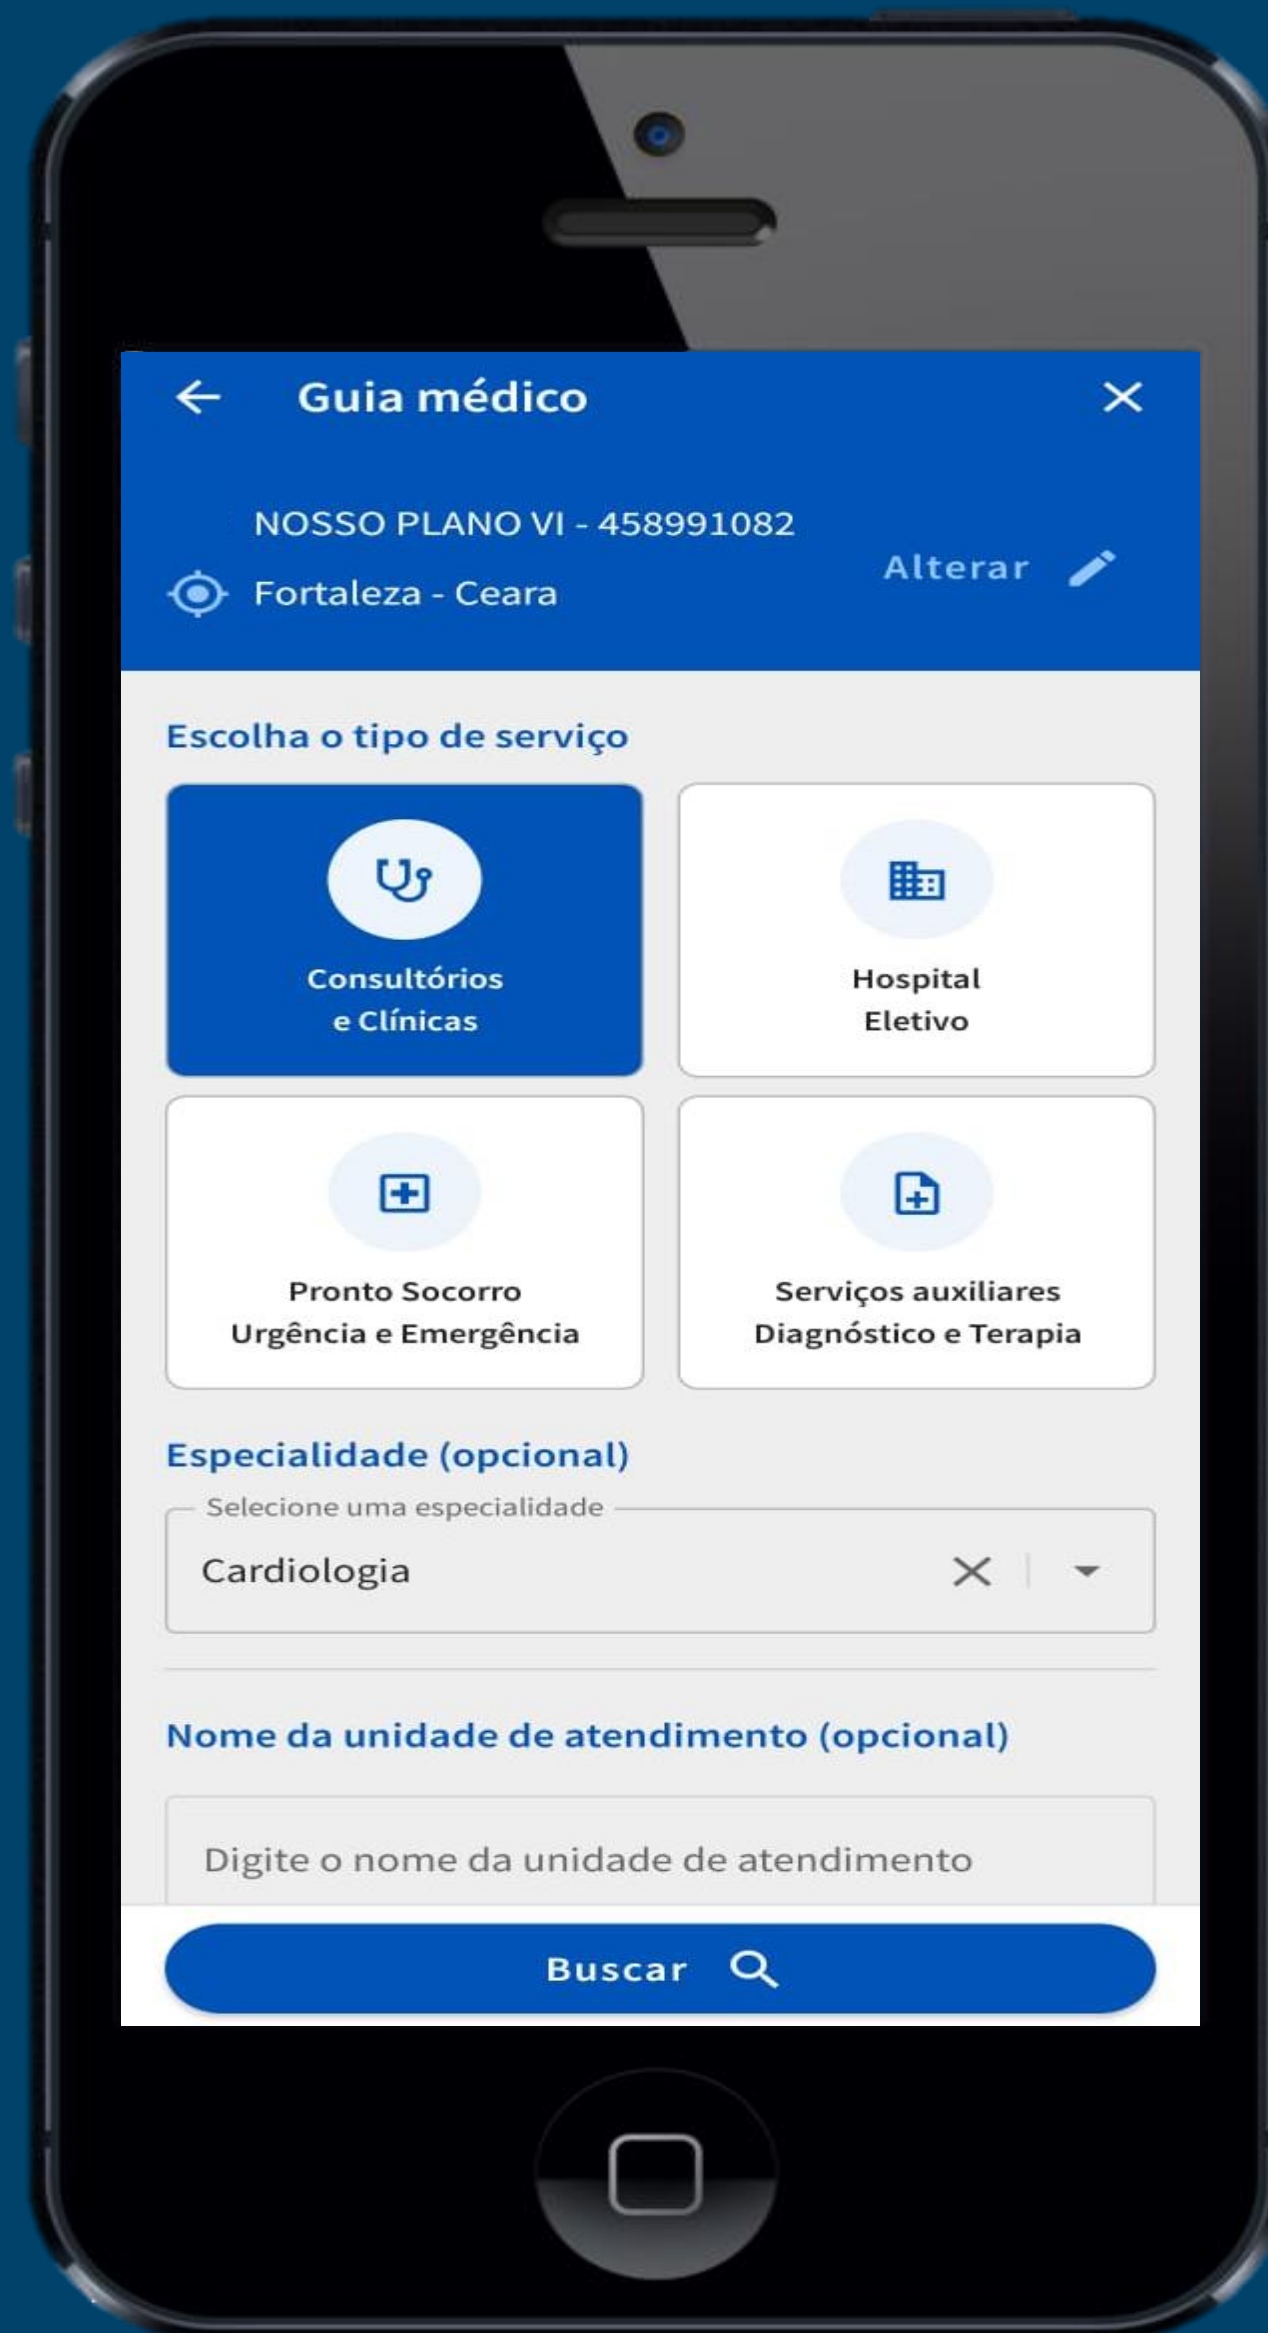 Guia médico
NOSSO PLANO VI - 458991082
Alterar
Fortaleza - Ceara
Escolha o tipo de serviço
Consultórios
e Clínicas
Hospital
Eletivo
Pronto Socorro
Urgência e Emergência
Serviços auxiliares
Diagnóstico e Terapia
Especialidade (opcional)
Selecione uma especialidade
Cardiologia
Nome da unidade de atendimento (opcional)
Digite o nome da unidade de atendimento
Buscar